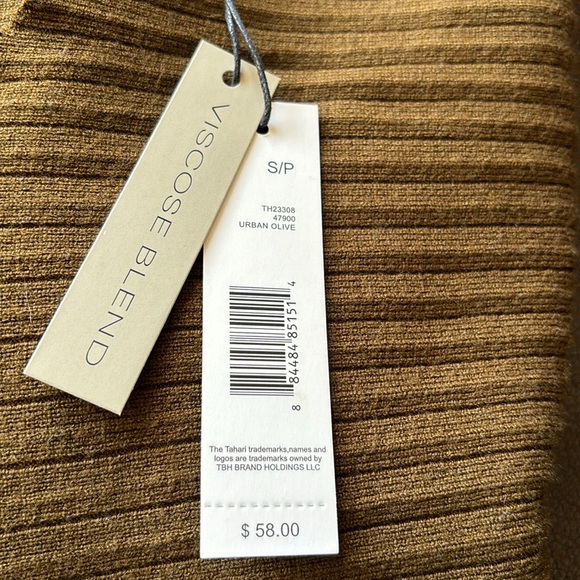 VISCOSE BLEND
S/P
TH23308
47900
URBAN OLIVE
8 84484 85151 4
The Tahari trademarks,names and
logos are trademarks owned by
TBH BRAND HOLDINGS LLC
$ 58.00